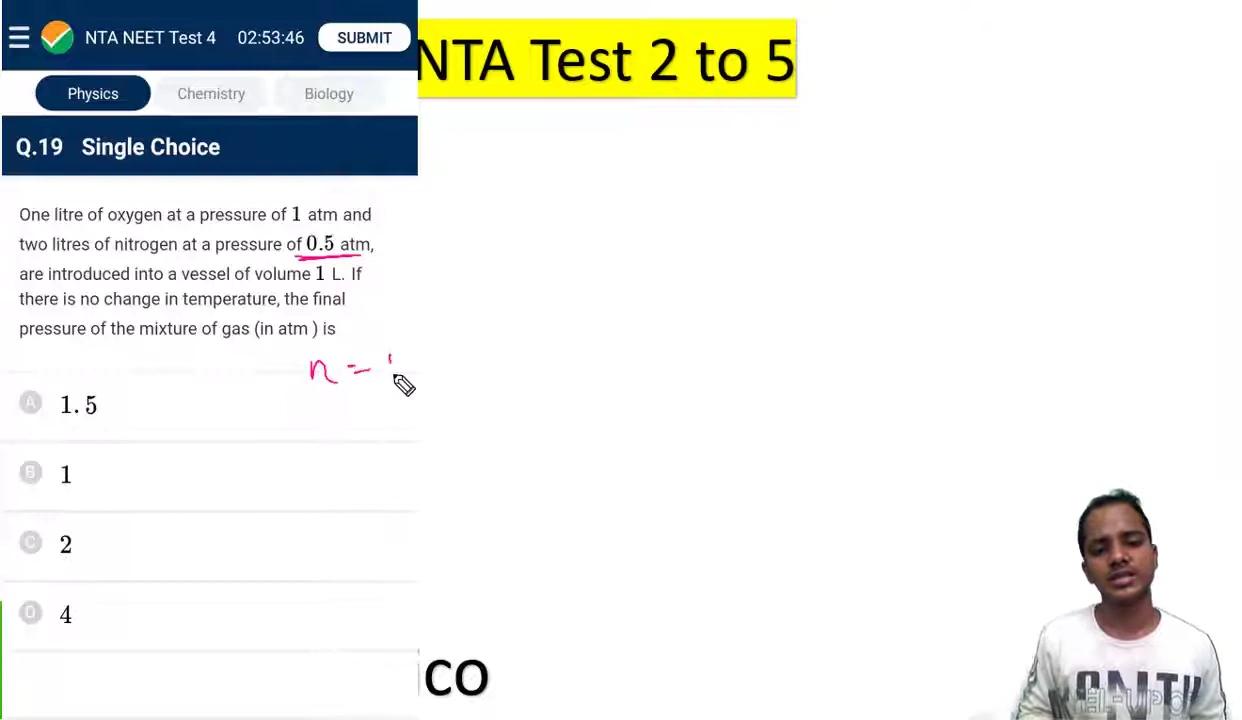 NTA NEET Test 4 02:53:46 SUBMIT
NTA Test 2 to 5
Physics Chemistry Biology
Q.19 Single Choice
One litre of oxygen at a pressure of 1 atm and
two litres of nitrogen at a pressure of 0.5 atm,
are introduced into a vessel of volume 1 L. If
there is no change in temperature, the final
pressure of the mixture of gas (in atm ) is
n =
A 1.5
B 1
C 2
D 4
co